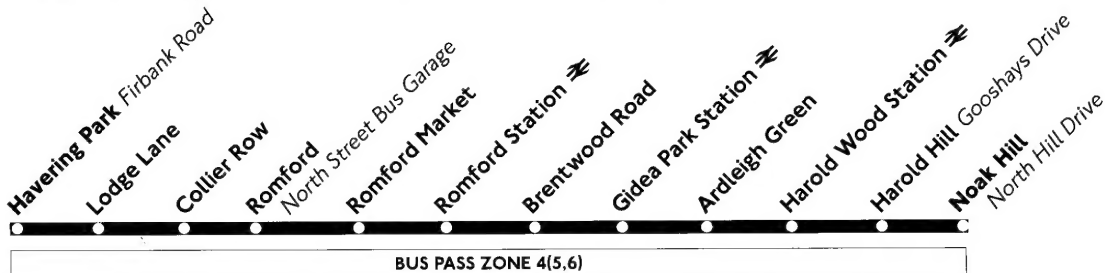 Havering Park Firbank Road
Lodge Lane
Collier Row
Romford
North Street Bus Garage
Romford Market
Romford Station
Brentwood Road
Gidea Park Station
Ardleigh Green
Harold Wood Station
Harold Hill Gooshays Drive
Noak Hill
North Hill Drive
BUS PASS ZONE 4(5,6)